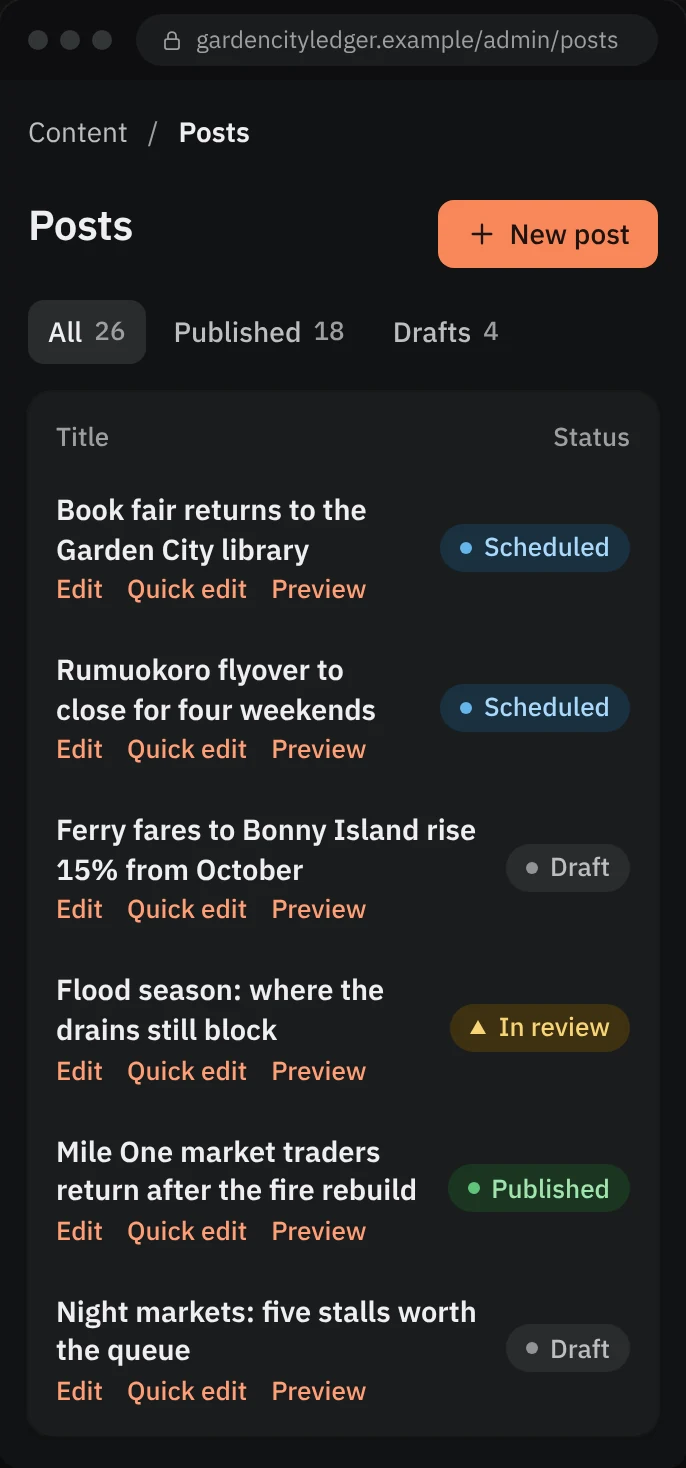 gardencityledger.example/admin/posts
Content / Posts
Posts
+ New post
All 26 Published 18 Drafts 4
Title Status
Book fair returns to the
Garden City library
Scheduled
Edit Quick edit Preview
Rumuokoro flyover to
close for four weekends
Scheduled
Edit Quick edit Preview
Ferry fares to Bonny Island rise
15% from October
Draft
Edit Quick edit Preview
Flood season: where the
drains still block
In review
Edit Quick edit Preview
Mile One market traders
return after the fire rebuild
Published
Edit Quick edit Preview
Night markets: five stalls worth
the queue
Draft
Edit Quick edit Preview